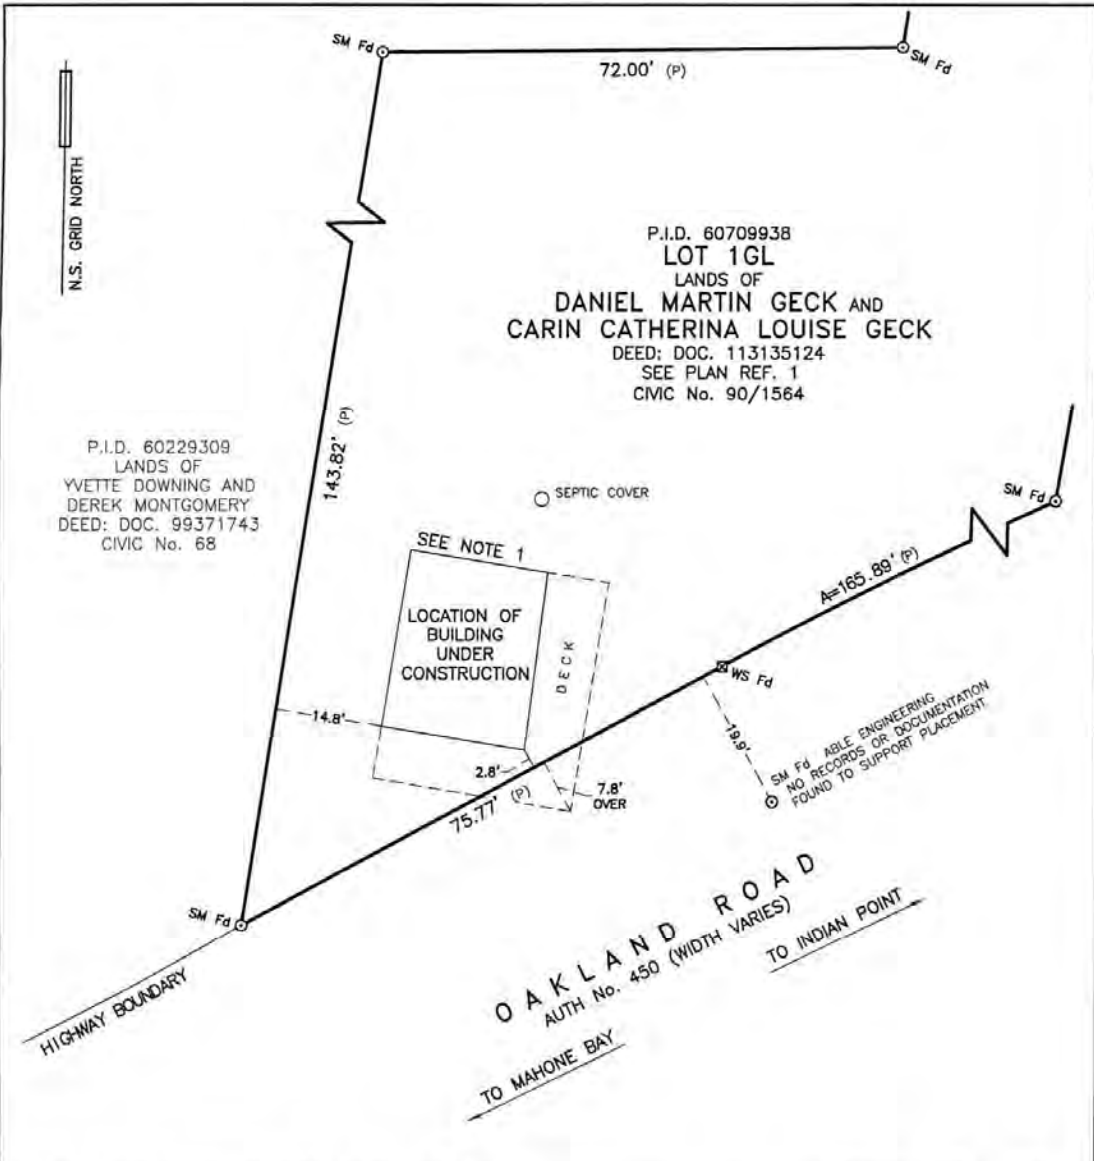 SM Fd
72.00' (P)
SM Fd
N.S. GRID NORTH
P.I.D. 60709938
LOT 1GL
LANDS OF
DANIEL MARTIN GECK AND
CARIN CATHERINA LOUISE GECK
DEED: DOC. 113135124
SEE PLAN REF. 1
CIVIC No. 90/1564
143.82' (P)
P.I.D. 60229309
LANDS OF
YVETTE DOWNING AND
DEREK MONTGOMERY
DEED: DOC. 99371743
CIVIC No. 68
SEPTIC COVER
SM Fd
SEE NOTE 1
A=165.89' (P)
LOCATION OF
BUILDING
UNDER
CONSTRUCTION
DECK
WS Fd
14.8'
19.9'
SM Fd ABLE ENGINEERING
NO RECORDS OR DOCUMENTATION
FOUND TO SUPPORT PLACEMENT
2.8'
7.8'
OVER
75.77' (P)
SM Fd
HIGHWAY BOUNDARY
OAKLAND ROAD
AUTH No. 450 (WIDTH VARIES)
TO INDIAN POINT
TO MAHONE BAY